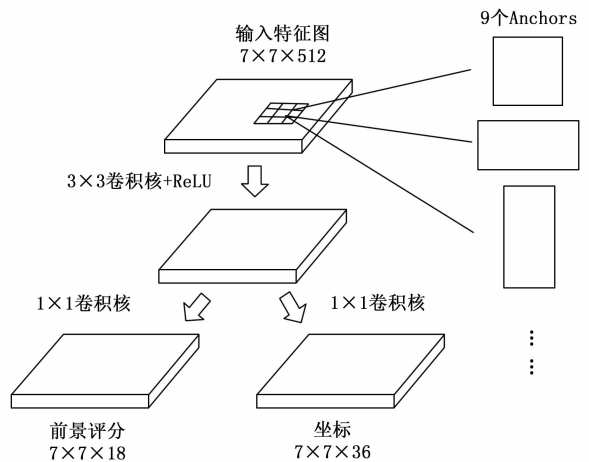 输入特征图
7×7×512
9个Anchors
3×3卷积核+ReLU
1×1卷积核
1×1卷积核
前景评分
7×7×18
坐标
7×7×36